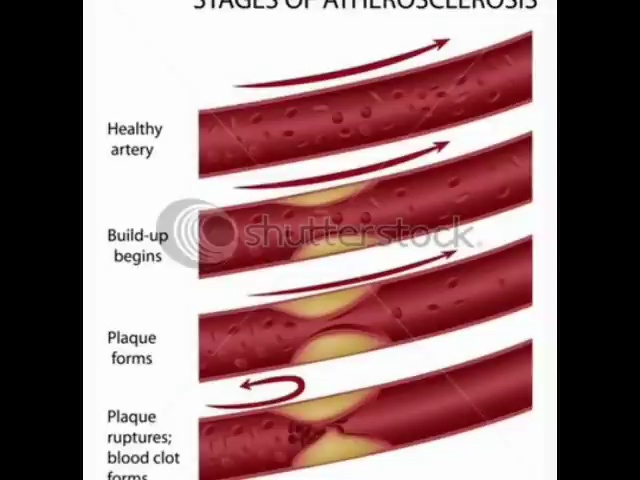 STAGES OF ATHEROSCLEROSIS
Healthy
artery
Build-up
begins
shutterstock
Plaque
forms
Plaque
ruptures;
blood clot
forms